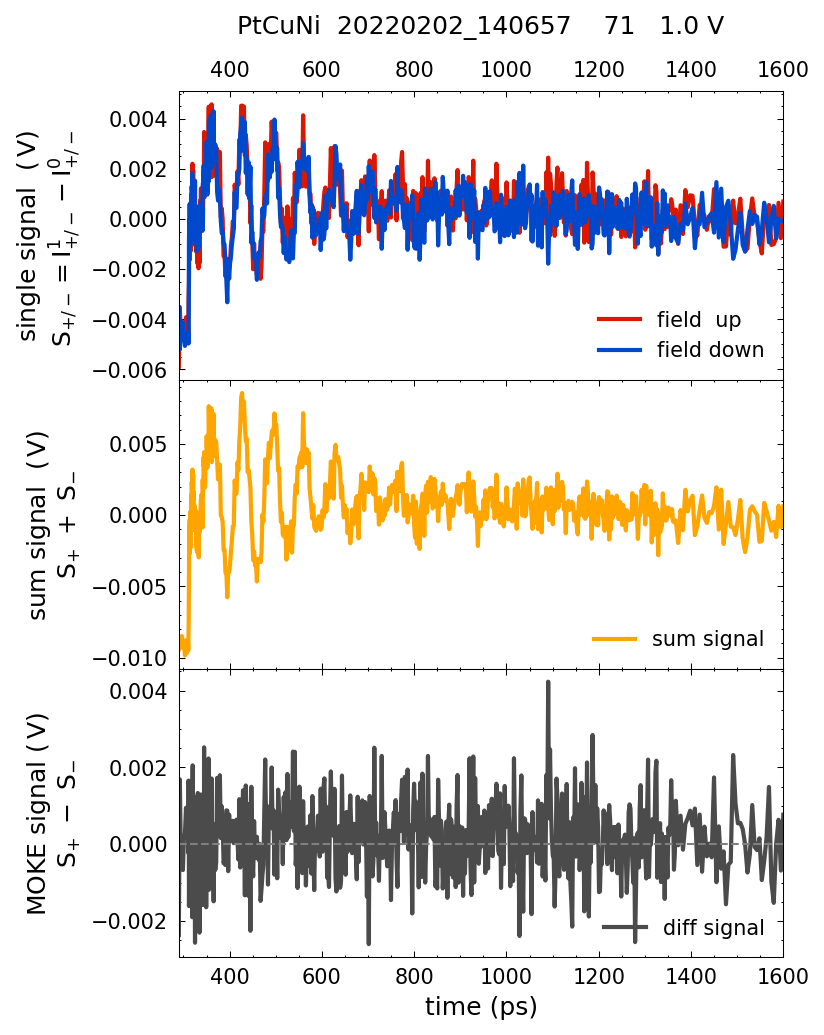 PtCuNi  20220202_140657    71   1.0 V
400 600 800 1000 1200 1400 1600
single signal  ( V)
S+/− = I¹+/− − I⁰+/−
0.004
0.002
0.000
−0.002
−0.004
−0.006
field  up
field down
sum signal  ( V)
S₊ + S₋
0.005
0.000
−0.005
−0.010
sum signal
MOKE signal ( V)
S₊ − S₋
0.004
0.002
0.000
−0.002
diff signal
400 600 800 1000 1200 1400 1600
time (ps)